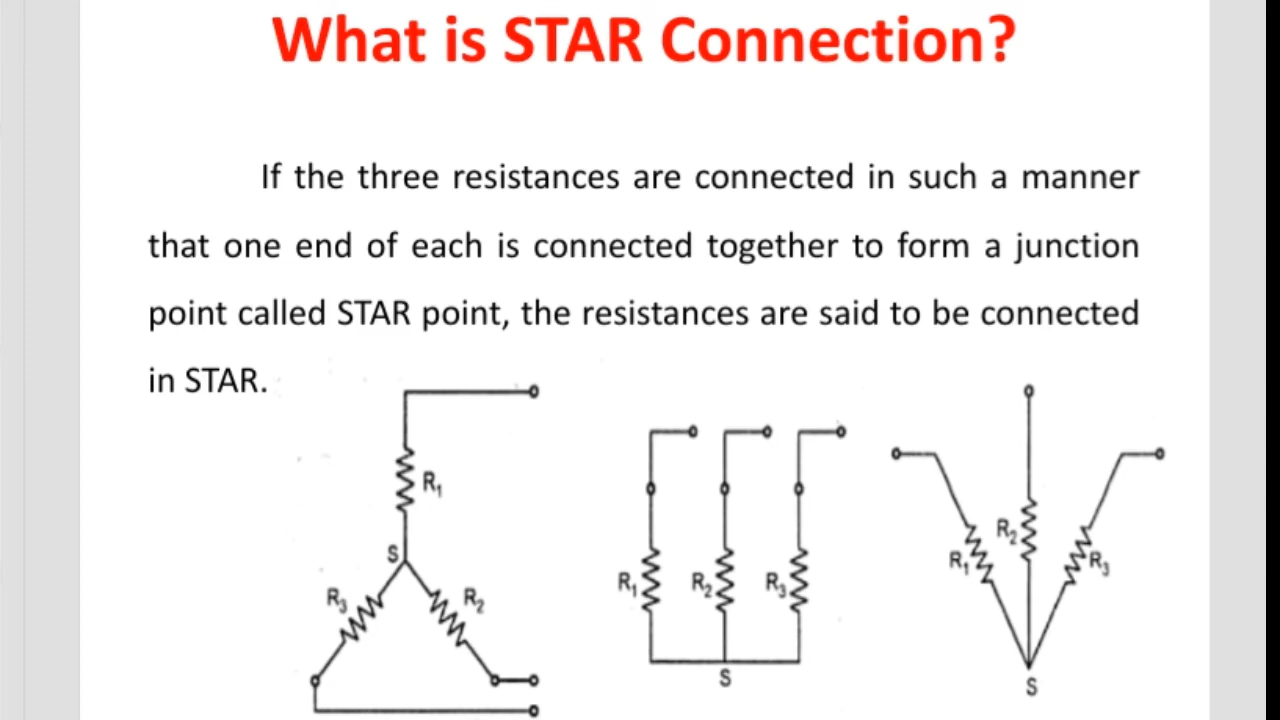 What is STAR Connection?
If the three resistances are connected in such a manner
that one end of each is connected together to form a junction
point called STAR point, the resistances are said to be connected
in STAR.
R₁
S
R₃
R₂
R₁
R₂
R₃
S
R₁
R₂
R₃
S